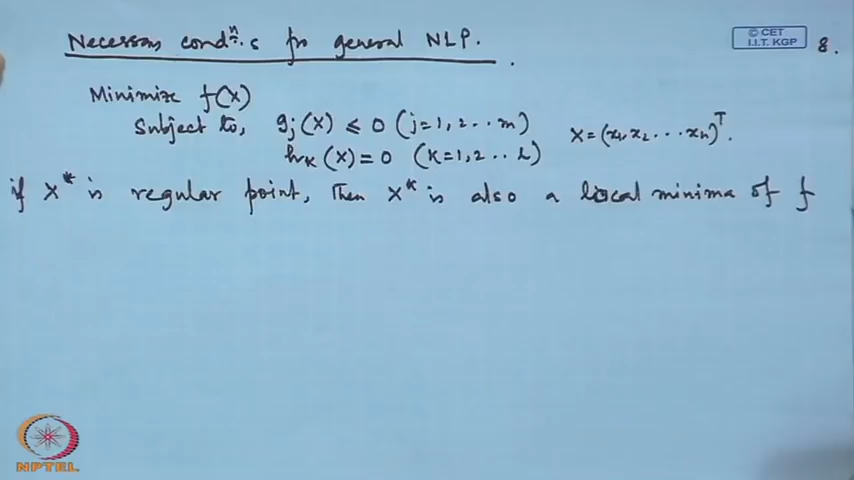 Necessary condn.s for general NLP.
© CET
I.I.T. KGP
8.
Minimize f(X)
Subject to, gj(X) ≤ 0 (j=1, 2 ... m)
X = (x1, x2 ... xn)^T.
hK(X) = 0 (K=1, 2 .. L)
if X* is regular point, Then X* is also a local minima of f
NPTEL